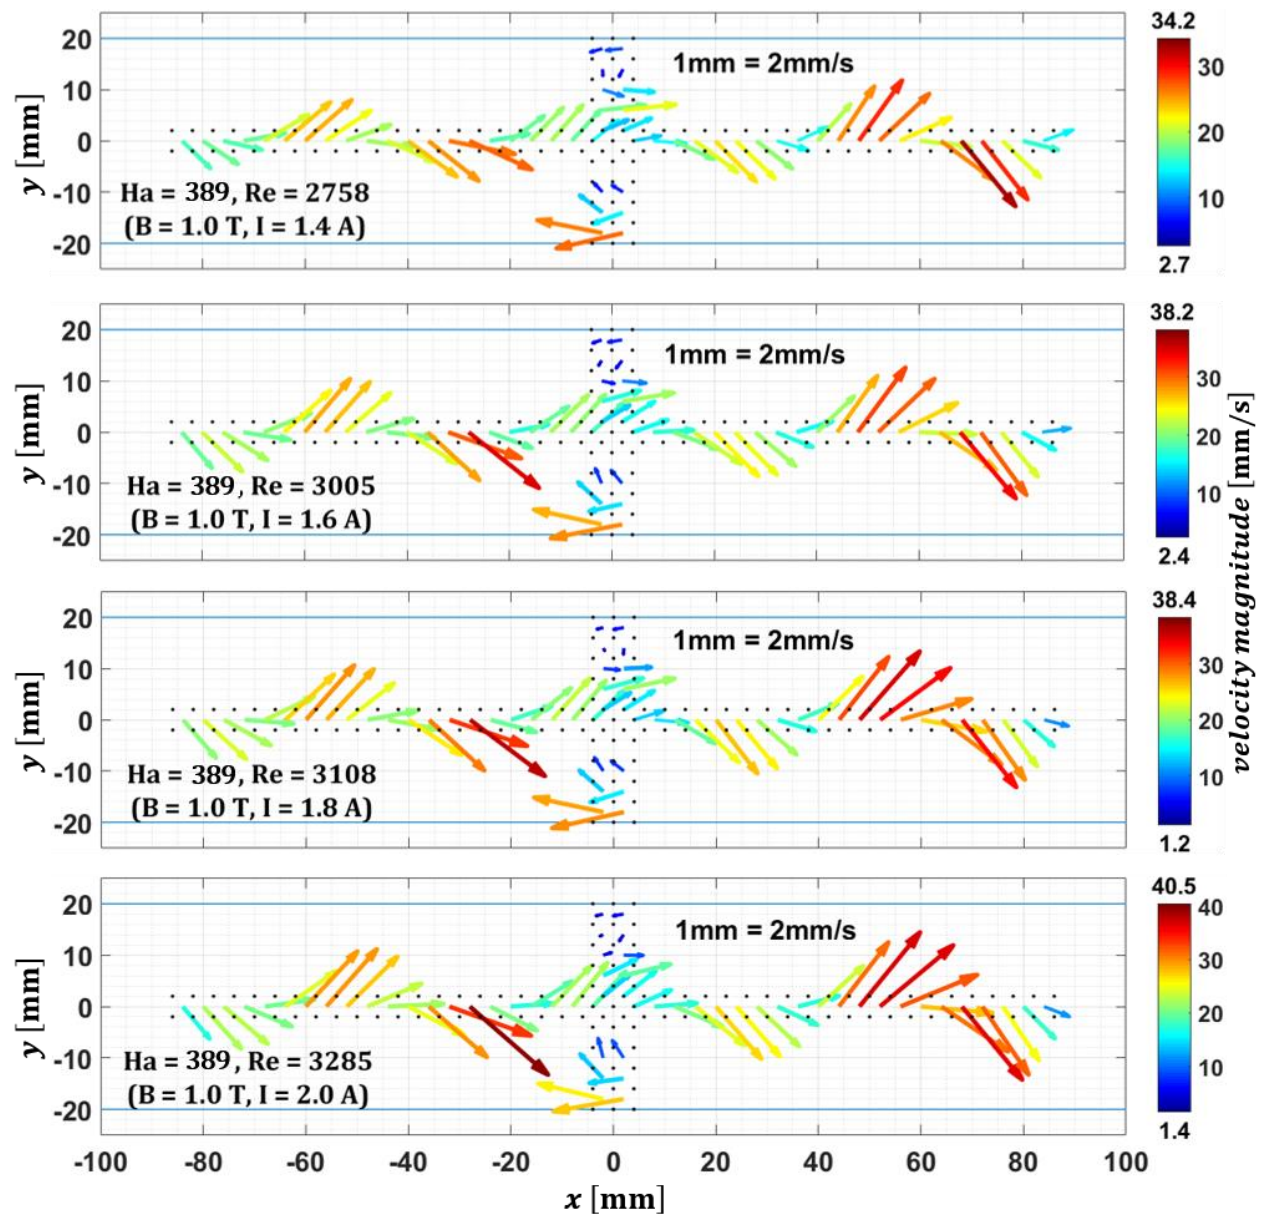 34.2
20
1mm = 2mm/s
30
10
y [mm]
0
20
-10
Ha = 389, Re = 2758
10
(B = 1.0 T, I = 1.4 A)
-20
2.7
38.2
20
1mm = 2mm/s
30
10
y [mm]
0
20
-10
Ha = 389, Re = 3005
10
(B = 1.0 T, I = 1.6 A)
-20
2.4
velocity magnitude [mm/s]
38.4
20
1mm = 2mm/s
30
10
y [mm]
0
20
-10
Ha = 389, Re = 3108
10
(B = 1.0 T, I = 1.8 A)
-20
1.2
40.5
20
40
1mm = 2mm/s
10
30
y [mm]
0
20
-10
Ha = 389, Re = 3285
10
(B = 1.0 T, I = 2.0 A)
-20
1.4
-100 -80 -60 -40 -20 0 20 40 60 80 100
x [mm]